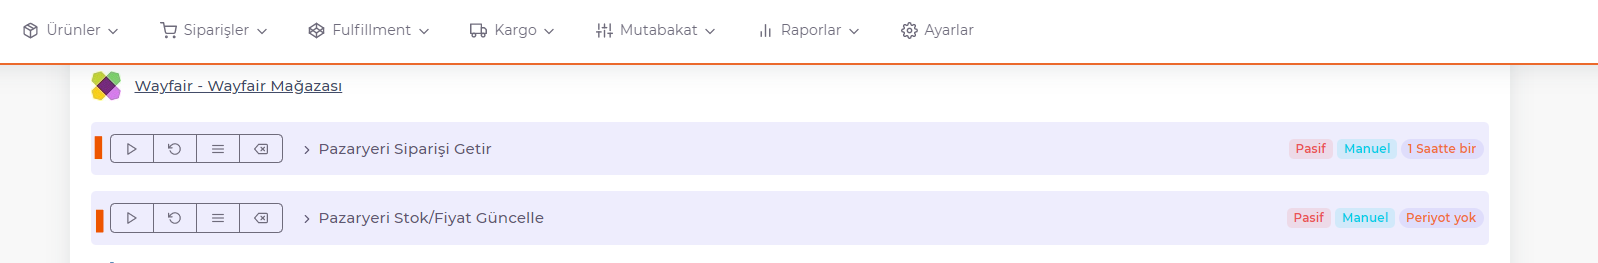 Ürünler Siparişler Fulfillment Kargo Mutabakat Raporlar Ayarlar
Wayfair - Wayfair Mağazası
Pazaryeri Siparişi Getir Pasif Manuel 1 Saatte bir
Pazaryeri Stok/Fiyat Güncelle Pasif Manuel Periyot yok